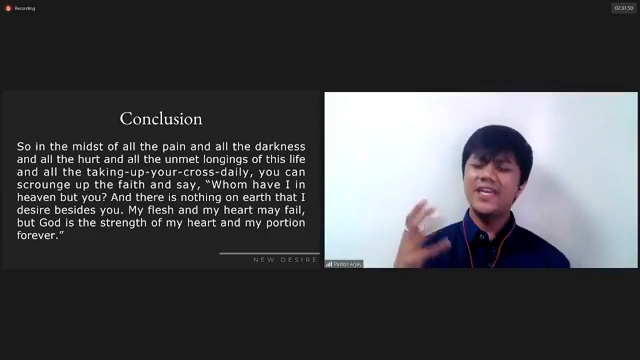 Recording
02:31:50
Conclusion
So in the midst of all the pain and all the darkness
and all the hurt and all the unmet longings of this life
and all the taking-up-your-cross-daily, you can
scrounge up the faith and say, “Whom have I in
heaven but you? And there is nothing on earth that I
desire besides you. My flesh and my heart may fail,
but God is the strength of my heart and my portion
forever.”
NEW DESIRE
Pastor Arjay